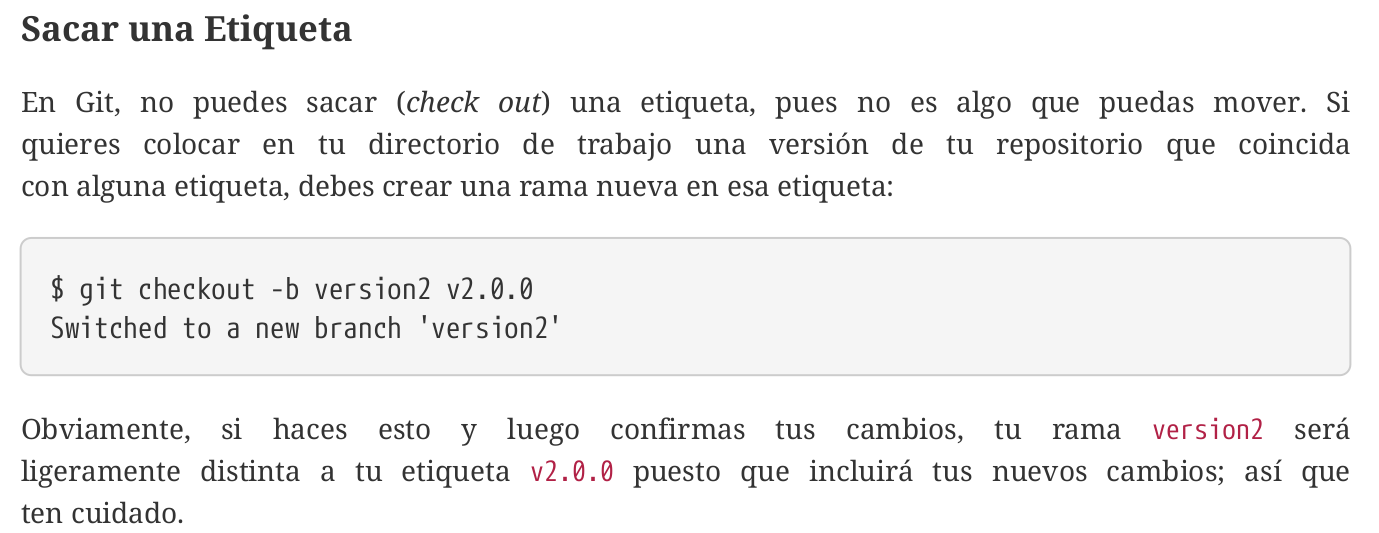 Sacar una Etiqueta
En Git, no puedes sacar (check out) una etiqueta, pues no es algo que puedas mover. Si
quieres colocar en tu directorio de trabajo una versión de tu repositorio que coincida
con alguna etiqueta, debes crear una rama nueva en esa etiqueta:
$ git checkout -b version2 v2.0.0
Switched to a new branch 'version2'
Obviamente, si haces esto y luego confirmas tus cambios, tu rama version2 será
ligeramente distinta a tu etiqueta v2.0.0 puesto que incluirá tus nuevos cambios; así que
ten cuidado.